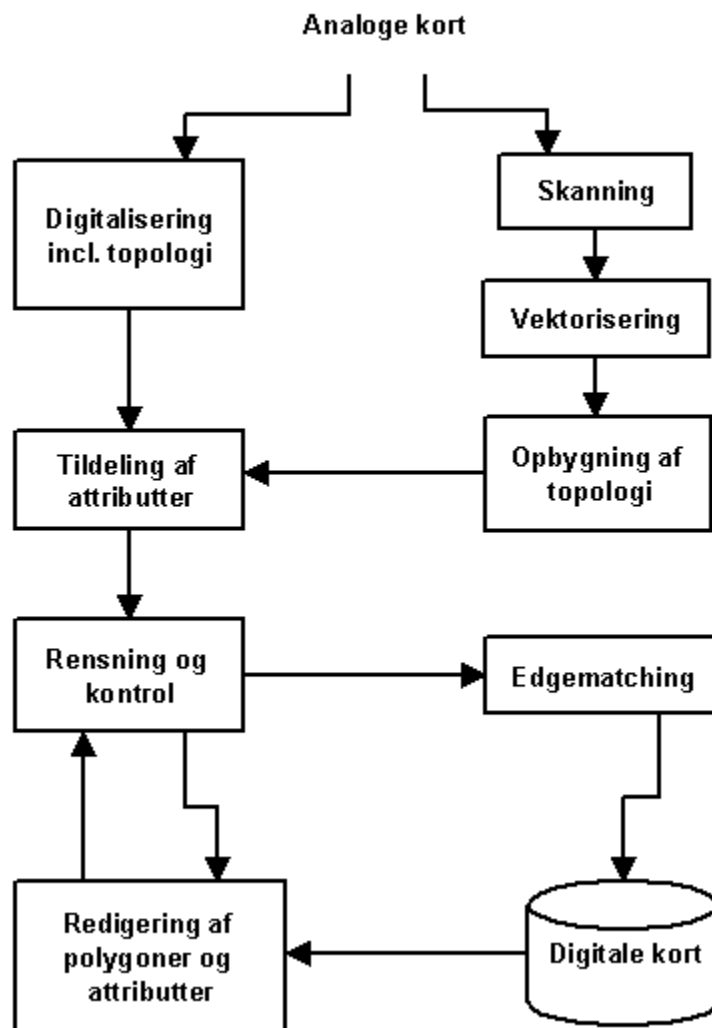 Analoge kort
Digitalisering
incl. topologi
Skanning
Vektorisering
Opbygning af
topologi
Tildeling af
attributter
Rensning og
kontrol
Edgematching
Redigering af
polygoner og
attributter
Digitale kort